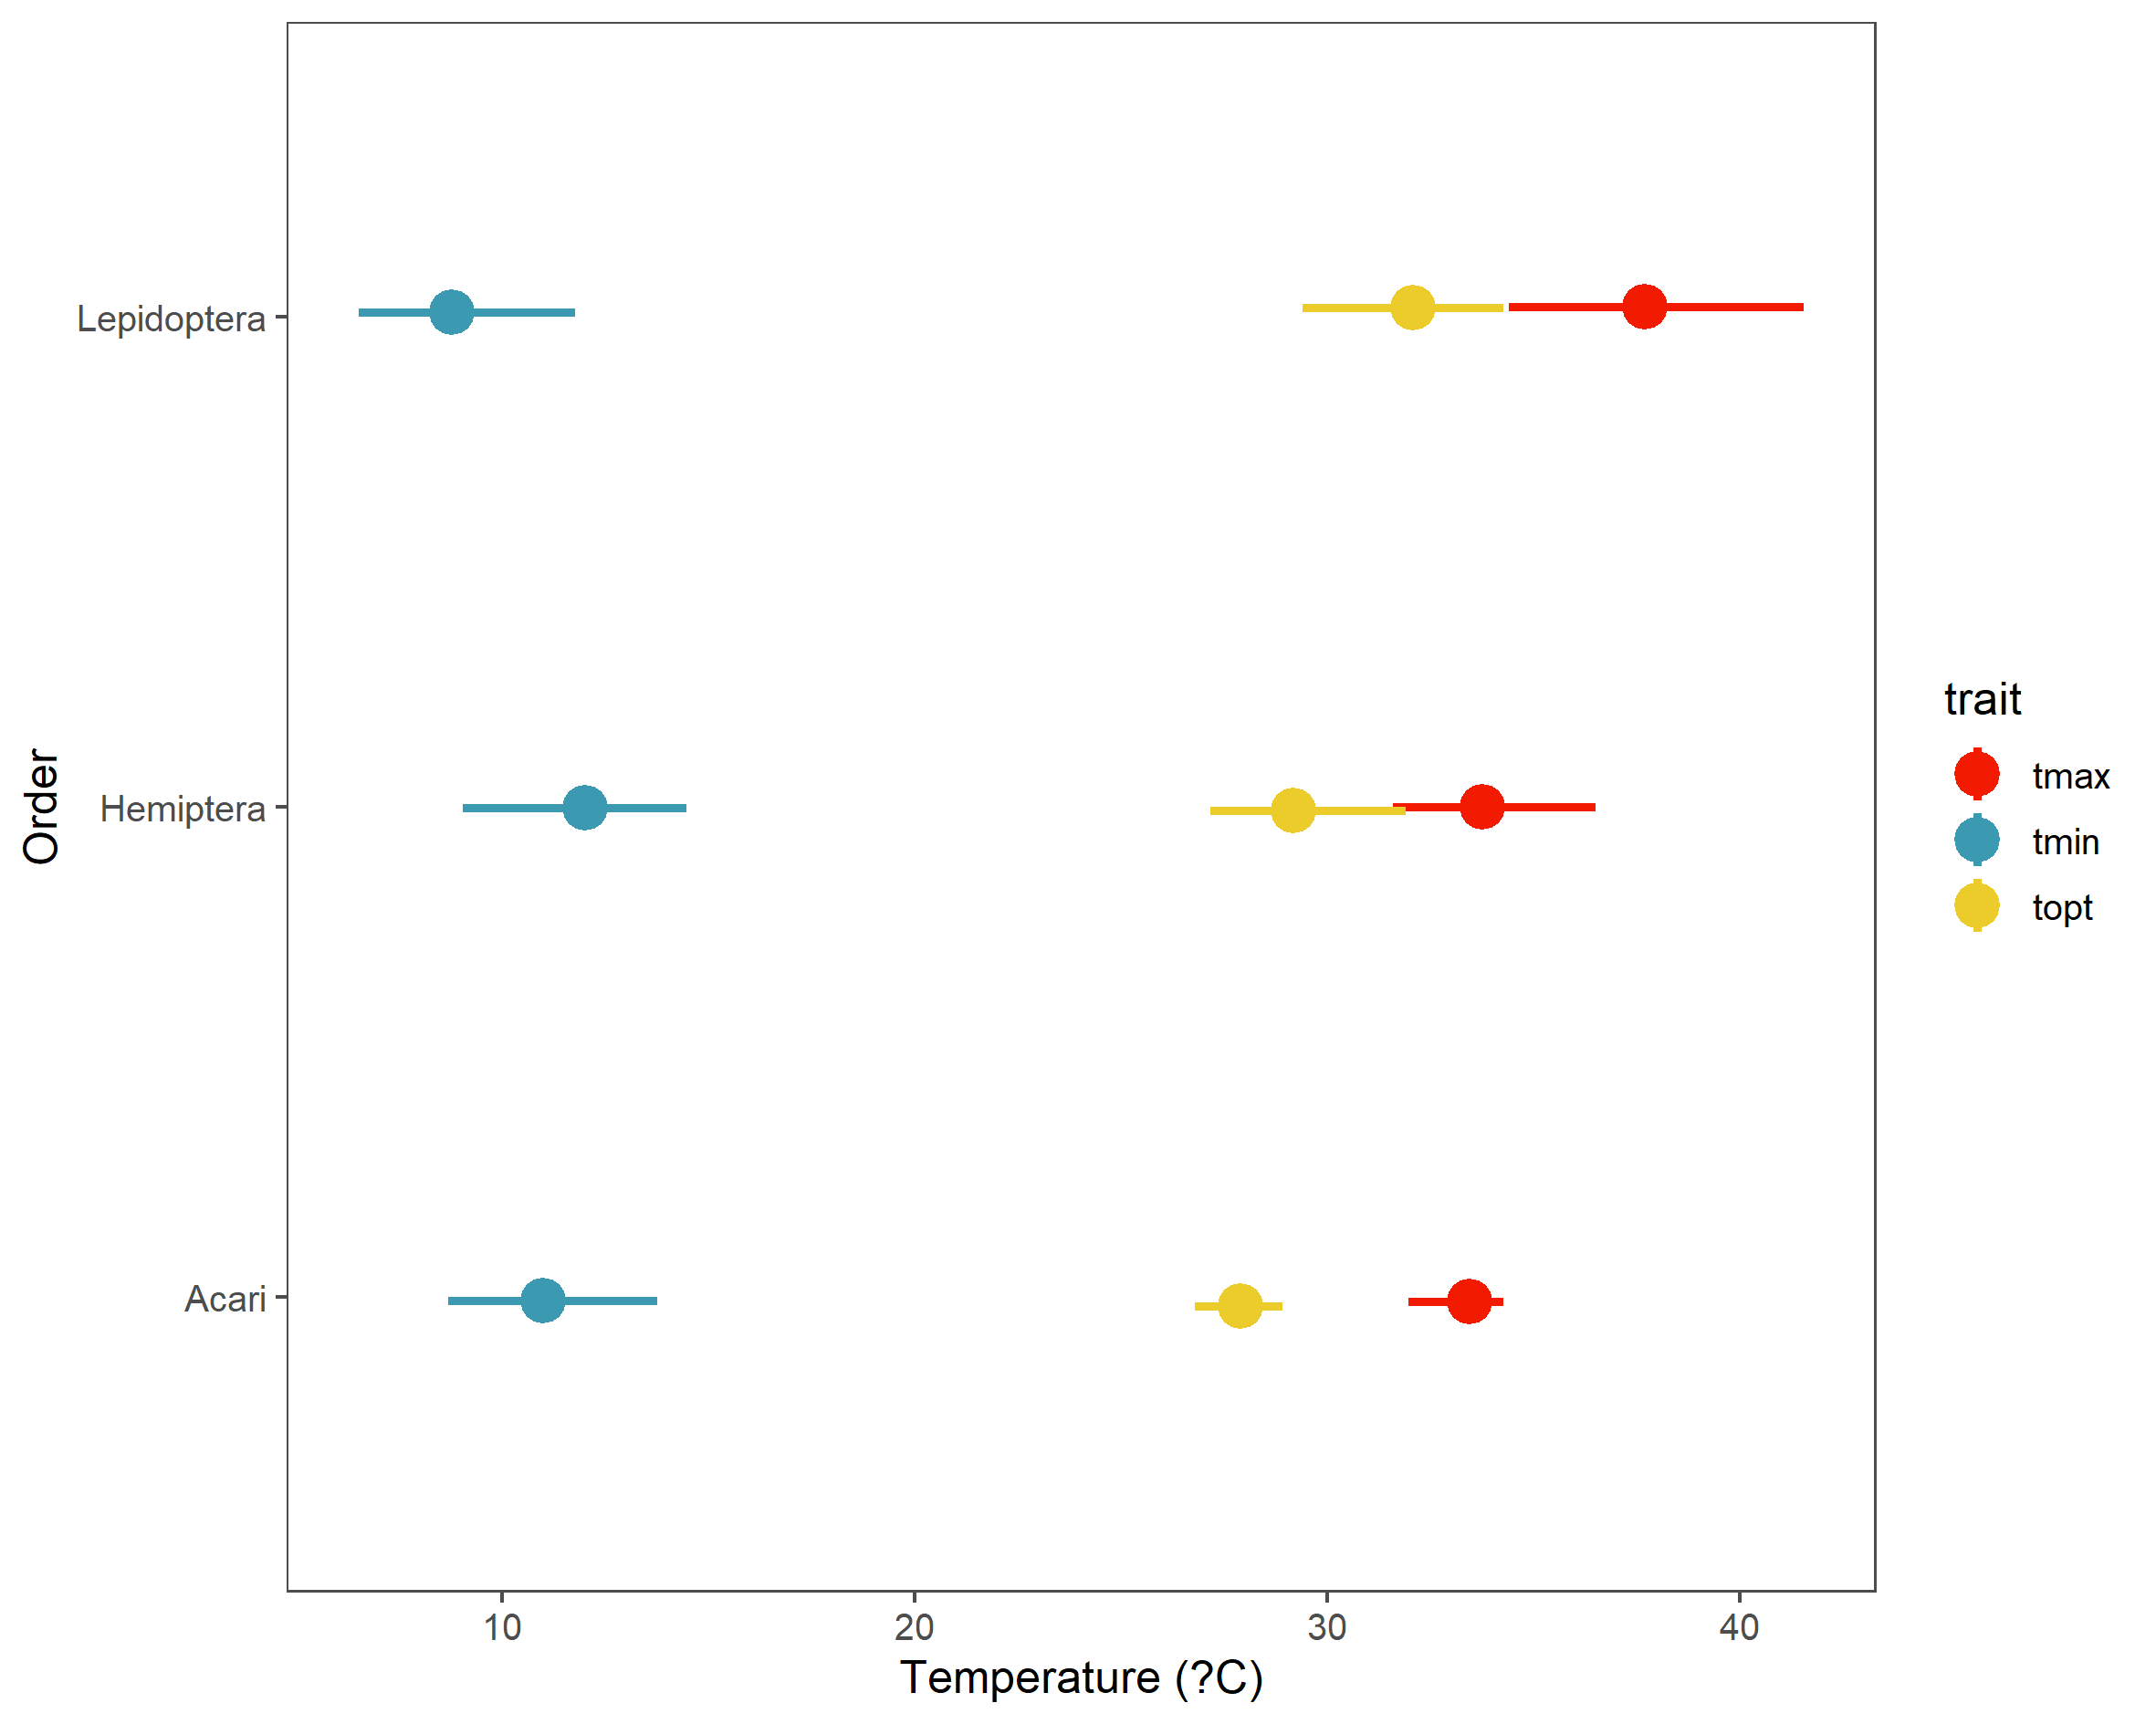 Order
Lepidoptera
Hemiptera
Acari
10
20
30
40
Temperature (?C)
trait
tmax
tmin
topt